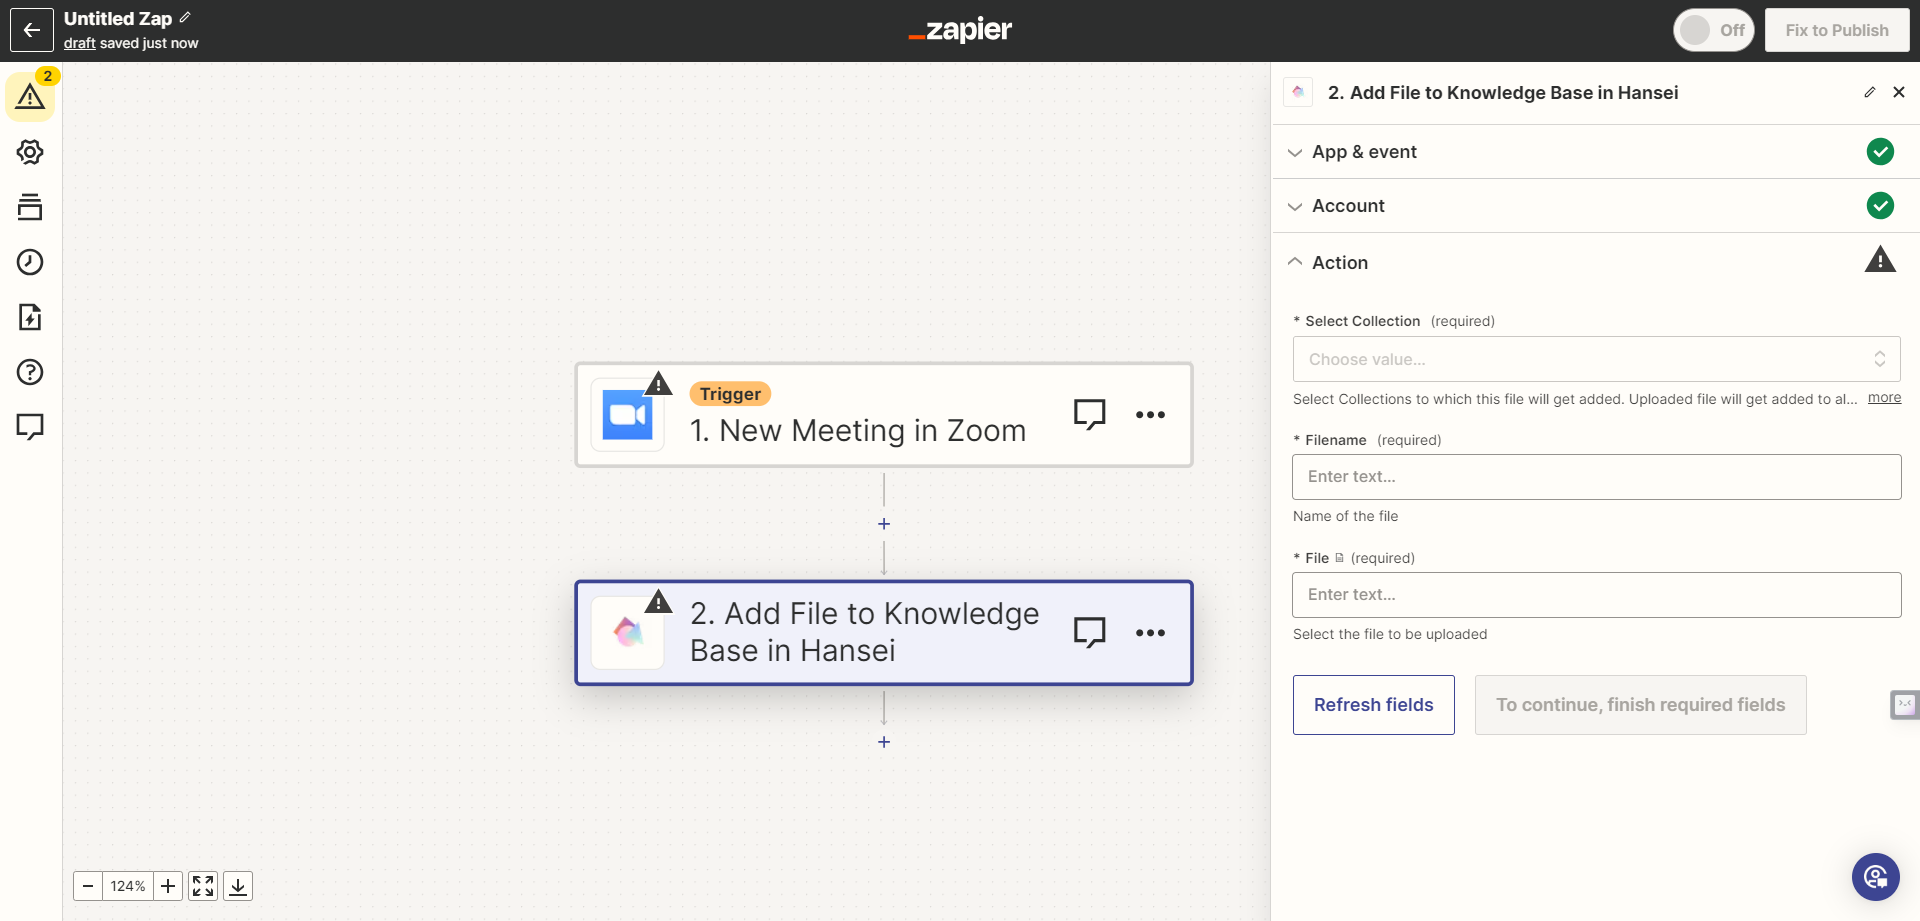 Untitled Zap
draft saved just now
zapier
Off
Fix to Publish
2
Trigger
1. New Meeting in Zoom
2. Add File to Knowledge
Base in Hansei
124%
2. Add File to Knowledge Base in Hansei
App & event
Account
Action
* Select Collection (required)
Choose value...
Select Collections to which this file will get added. Uploaded file will get added to al... more
* Filename (required)
Enter text...
Name of the file
* File (required)
Enter text...
Select the file to be uploaded
Refresh fields
To continue, finish required fields